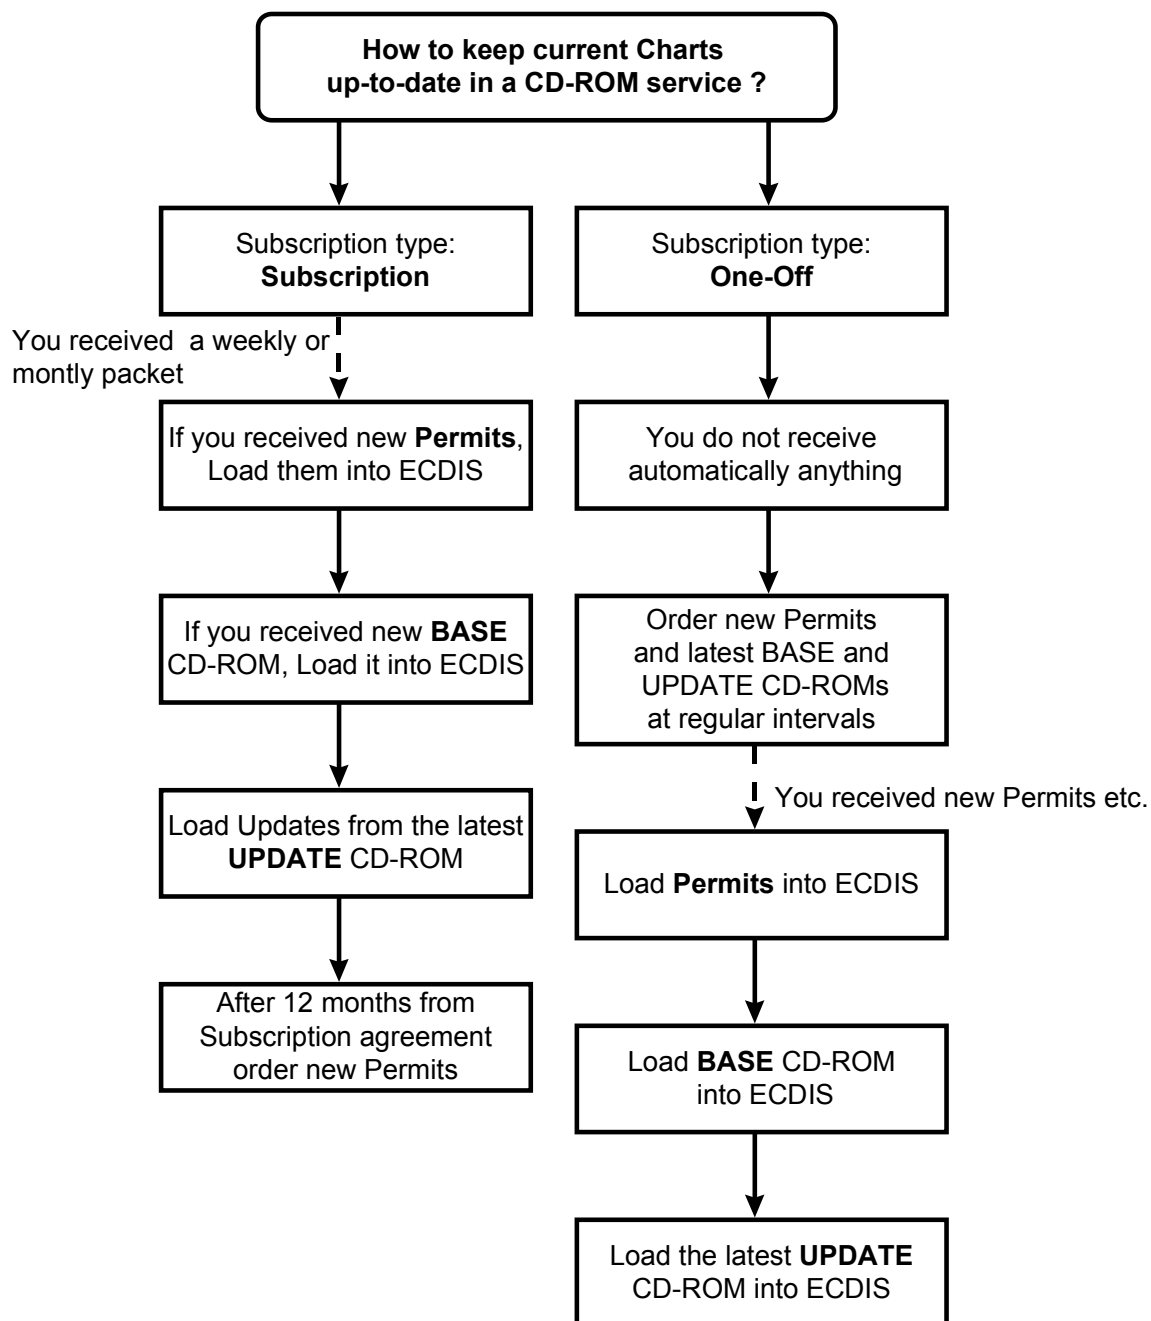 How to keep current Charts
up-to-date in a CD-ROM service ?
Subscription type:
Subscription
You received  a weekly or
montly packet
If you received new Permits,
Load them into ECDIS
If you received new BASE
CD-ROM, Load it into ECDIS
Load Updates from the latest
UPDATE CD-ROM
After 12 months from
Subscription agreement
order new Permits
Subscription type:
One-Off
You do not receive
automatically anything
Order new Permits
and latest BASE and
UPDATE CD-ROMs
at regular intervals
You received new Permits etc.
Load Permits into ECDIS
Load BASE CD-ROM
into ECDIS
Load the latest UPDATE
CD-ROM into ECDIS